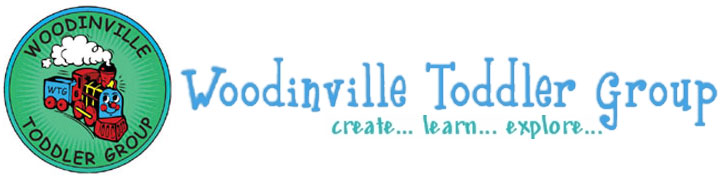 WOODINVILLE
WTG
TODDLER GROUP
Woodinville Toddler Group
create... learn... explore...